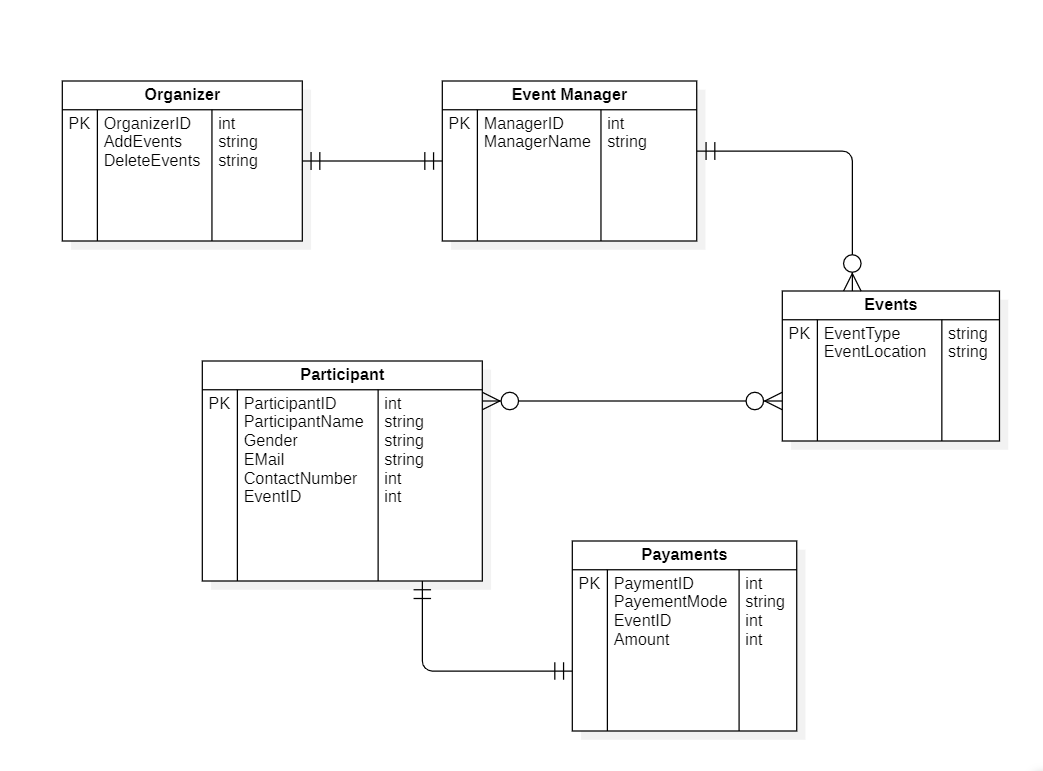 Organizer
PK OrganizerID int
AddEvents string
DeleteEvents string
Event Manager
PK ManagerID int
ManagerName string
Events
PK EventType string
EventLocation string
Participant
PK ParticipantID int
ParticipantName string
Gender string
EMail string
ContactNumber int
EventID int
Payaments
PK PaymentID int
PayementMode string
EventID int
Amount int